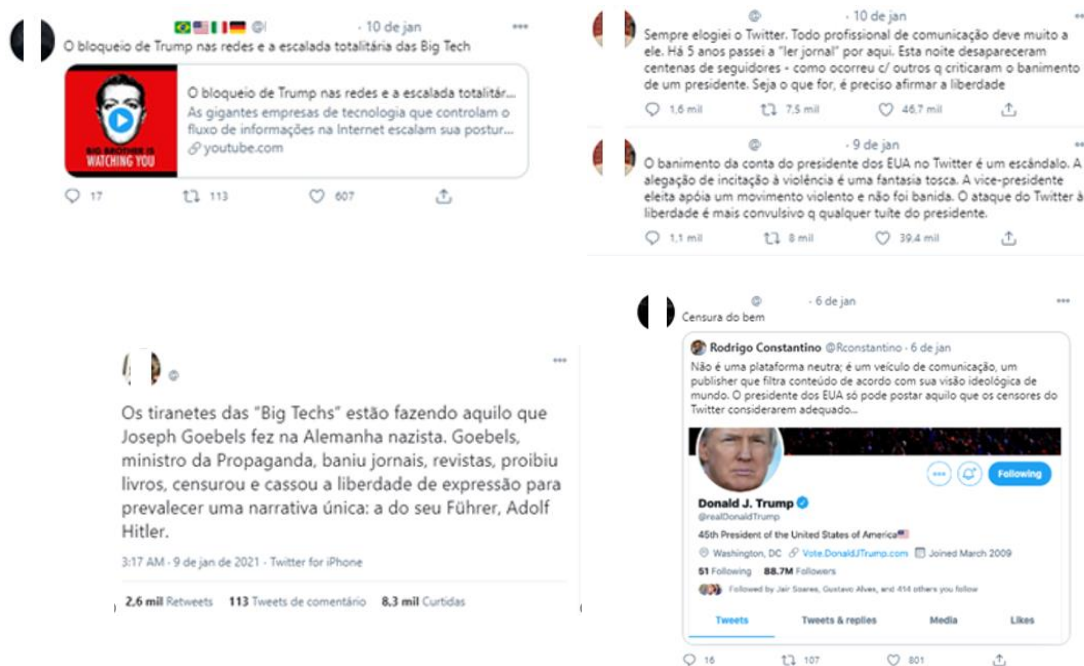 @ · 10 de jan
O bloqueio de Trump nas redes e a escalada totalitária das Big Tech
BIG BROTHER IS
WATCHING YOU
O bloqueio de Trump nas redes e a escalada totalitár...
As gigantes empresas de tecnologia que controlam o
fluxo de informações na Internet escalam sua postur...
youtube.com
17 113 607
@ · 10 de jan
Sempre elogiei o Twitter. Todo profissional de comunicação deve muito a
ele. Há 5 anos passei a "ler jornal" por aqui. Esta noite desapareceram
centenas de seguidores - como ocorreu c/ outros q criticaram o banimento
de um presidente. Seja o que for, é preciso afirmar a liberdade
1,6 mil 7,5 mil 46,7 mil
@ · 9 de jan
O banimento da conta do presidente dos EUA no Twitter é um escândalo. A
alegação de incitação à violência é uma fantasia tosca. A vice-presidente
eleita apóia um movimento violento e não foi banida. O ataque do Twitter à
liberdade é mais convulsivo q qualquer tuíte do presidente.
1,1 mil 8 mil 39,4 mil
@
Os tiranetes das "Big Techs" estão fazendo aquilo que
Joseph Goebels fez na Alemanha nazista. Goebels,
ministro da Propaganda, baniu jornais, revistas, proibiu
livros, censurou e cassou a liberdade de expressão para
prevalecer uma narrativa única: a do seu Führer, Adolf
Hitler.
3:17 AM · 9 de jan de 2021 · Twitter for iPhone
2,6 mil Retweets 113 Tweets de comentário 8,3 mil Curtidas
@ · 6 de jan
Censura do bem
Rodrigo Constantino @Rconstantino · 6 de jan
Não é uma plataforma neutra; é um veículo de comunicação, um
publisher que filtra conteúdo de acordo com sua visão ideológica de
mundo. O presidente dos EUA só pode postar aquilo que os censores do
Twitter considerarem adequado...
Following
Donald J. Trump
@realDonaldTrump
45th President of the United States of America
Washington, DC Vote.DonaldJTrump.com Joined March 2009
51 Following 88.7M Followers
Followed by Jair Soares, Gustavo Alves, and 414 others you follow
Tweets Tweets & replies Media Likes
16 107 801